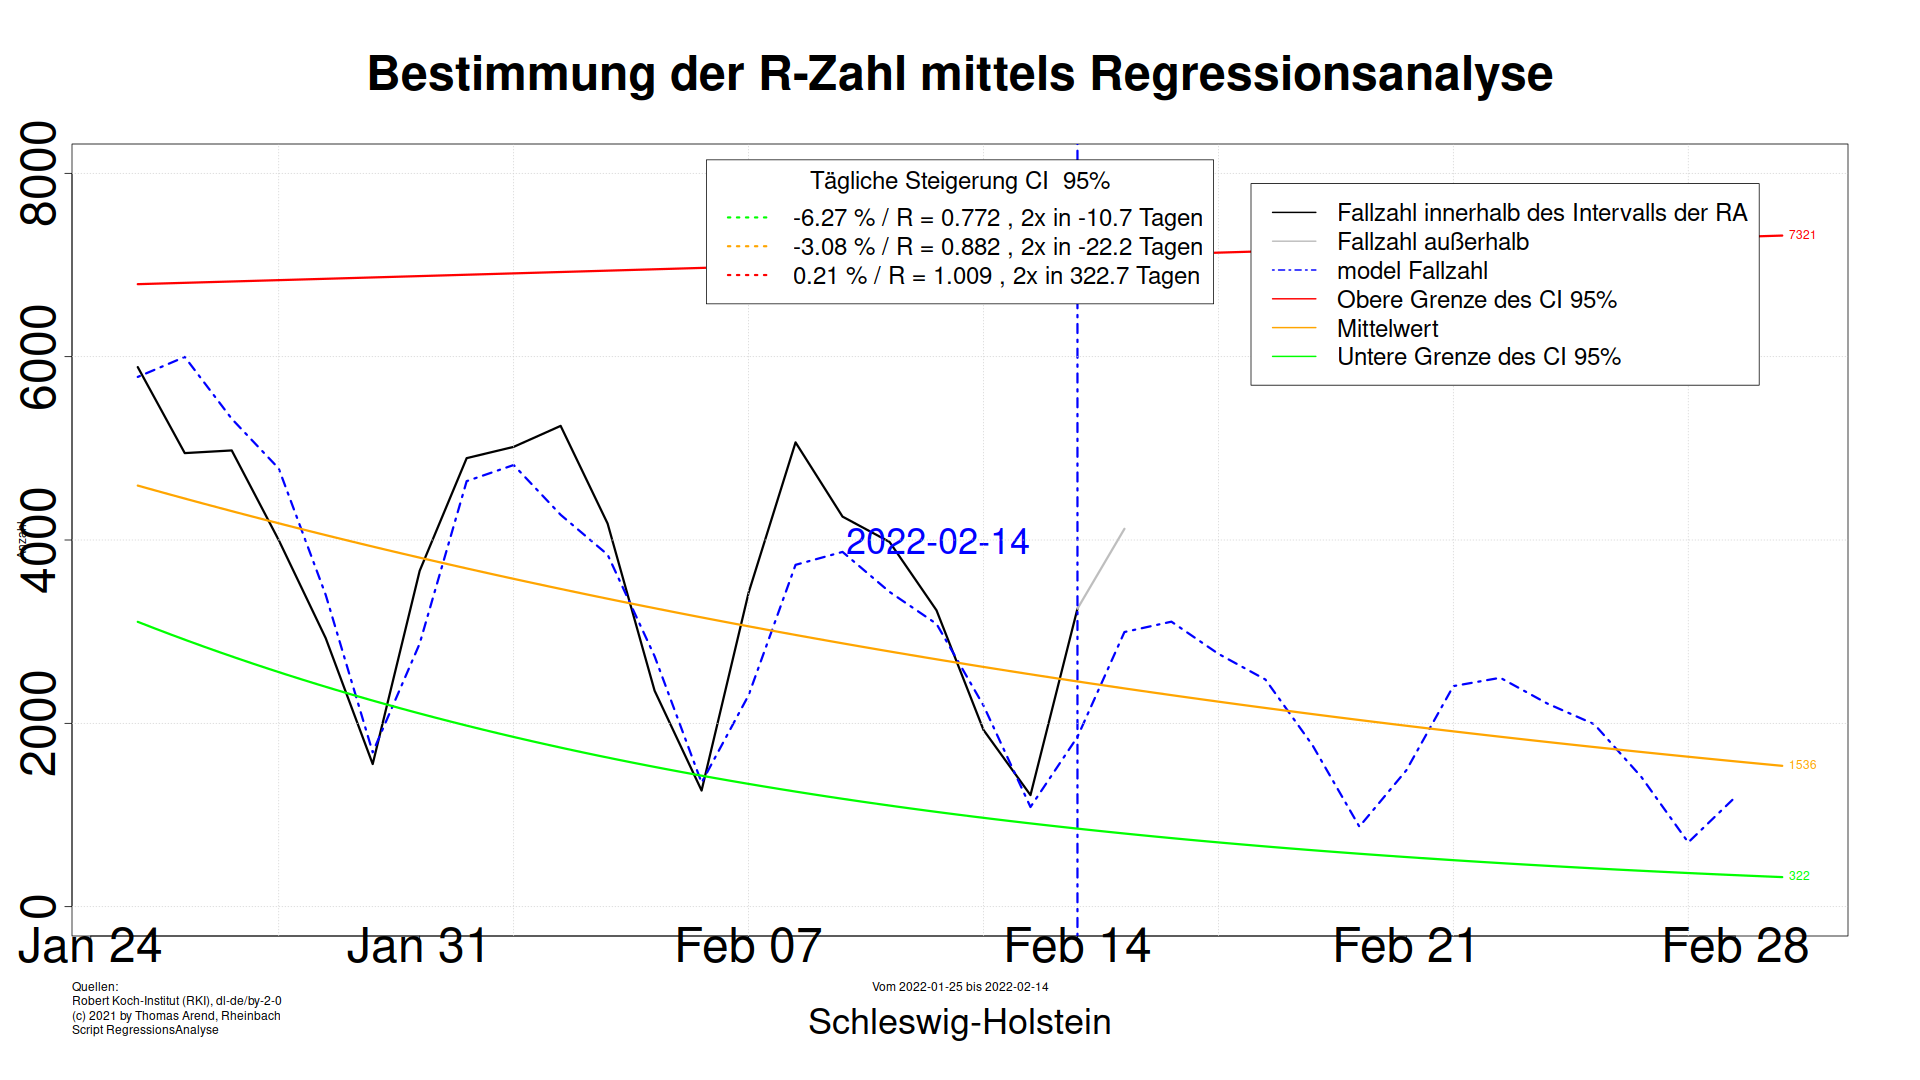 Bestimmung der R-Zahl mittels Regressionsanalyse
8000
6000
4000
2000
0
Anzahl
Tägliche Steigerung CI 95%
-6.27 % / R = 0.772 , 2x in -10.7 Tagen
-3.08 % / R = 0.882 , 2x in -22.2 Tagen
0.21 % / R = 1.009 , 2x in 322.7 Tagen
Fallzahl innerhalb des Intervalls der RA
Fallzahl außerhalb
model Fallzahl
Obere Grenze des CI 95%
Mittelwert
Untere Grenze des CI 95%
7321
2022-02-14
1536
322
Jan 24 Jan 31 Feb 07 Feb 14 Feb 21 Feb 28
Quellen:
Robert Koch-Institut (RKI), dl-de/by-2-0
(c) 2021 by Thomas Arend, Rheinbach
Script RegressionsAnalyse
Vom 2022-01-25 bis 2022-02-14
Schleswig-Holstein